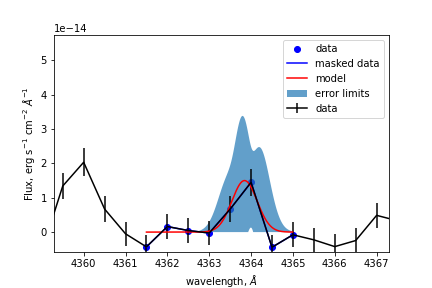 1e−14
data
masked data
model
error limits
data
5
4
3
2
1
0
Flux, erg s⁻¹ cm⁻² Å⁻¹
4360 4361 4362 4363 4364 4365 4366 4367
wavelength, Å